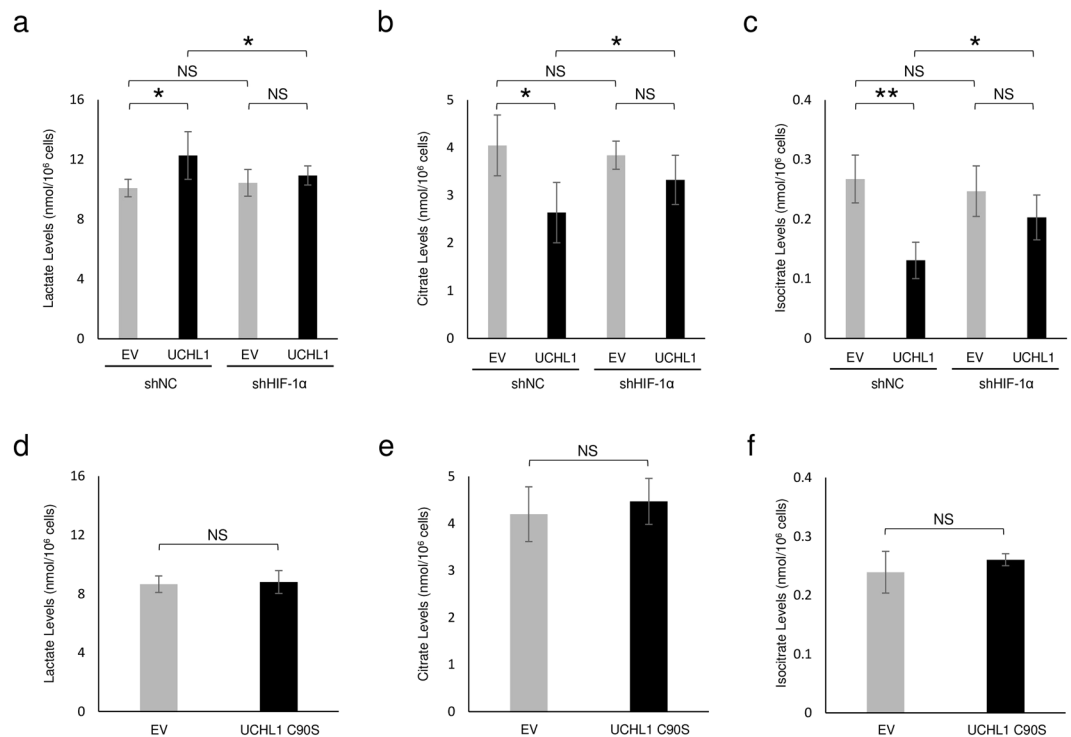 a
*
NS
*
NS
Lactate Levels (nmol/10⁶ cells)
16
12
8
4
0
EV UCHL1 EV UCHL1
shNC shHIF-1α
b
*
NS
*
NS
Citrate Levels (nmol/10⁶ cells)
5
4
3
2
1
0
EV UCHL1 EV UCHL1
shNC shHIF-1α
c
*
NS
**
NS
Isocitrate Levels (nmol/10⁶ cells)
0.4
0.3
0.2
0.1
0
EV UCHL1 EV UCHL1
shNC shHIF-1α
d
NS
Lactate Levels (nmol/10⁶ cells)
16
12
8
4
0
EV UCHL1 C90S
e
NS
Citrate Levels (nmol/10⁶ cells)
5
4
3
2
1
0
EV UCHL1 C90S
f
NS
Isocitrate Levels (nmol/10⁶ cells)
0.4
0.3
0.2
0.1
0
EV UCHL1 C90S